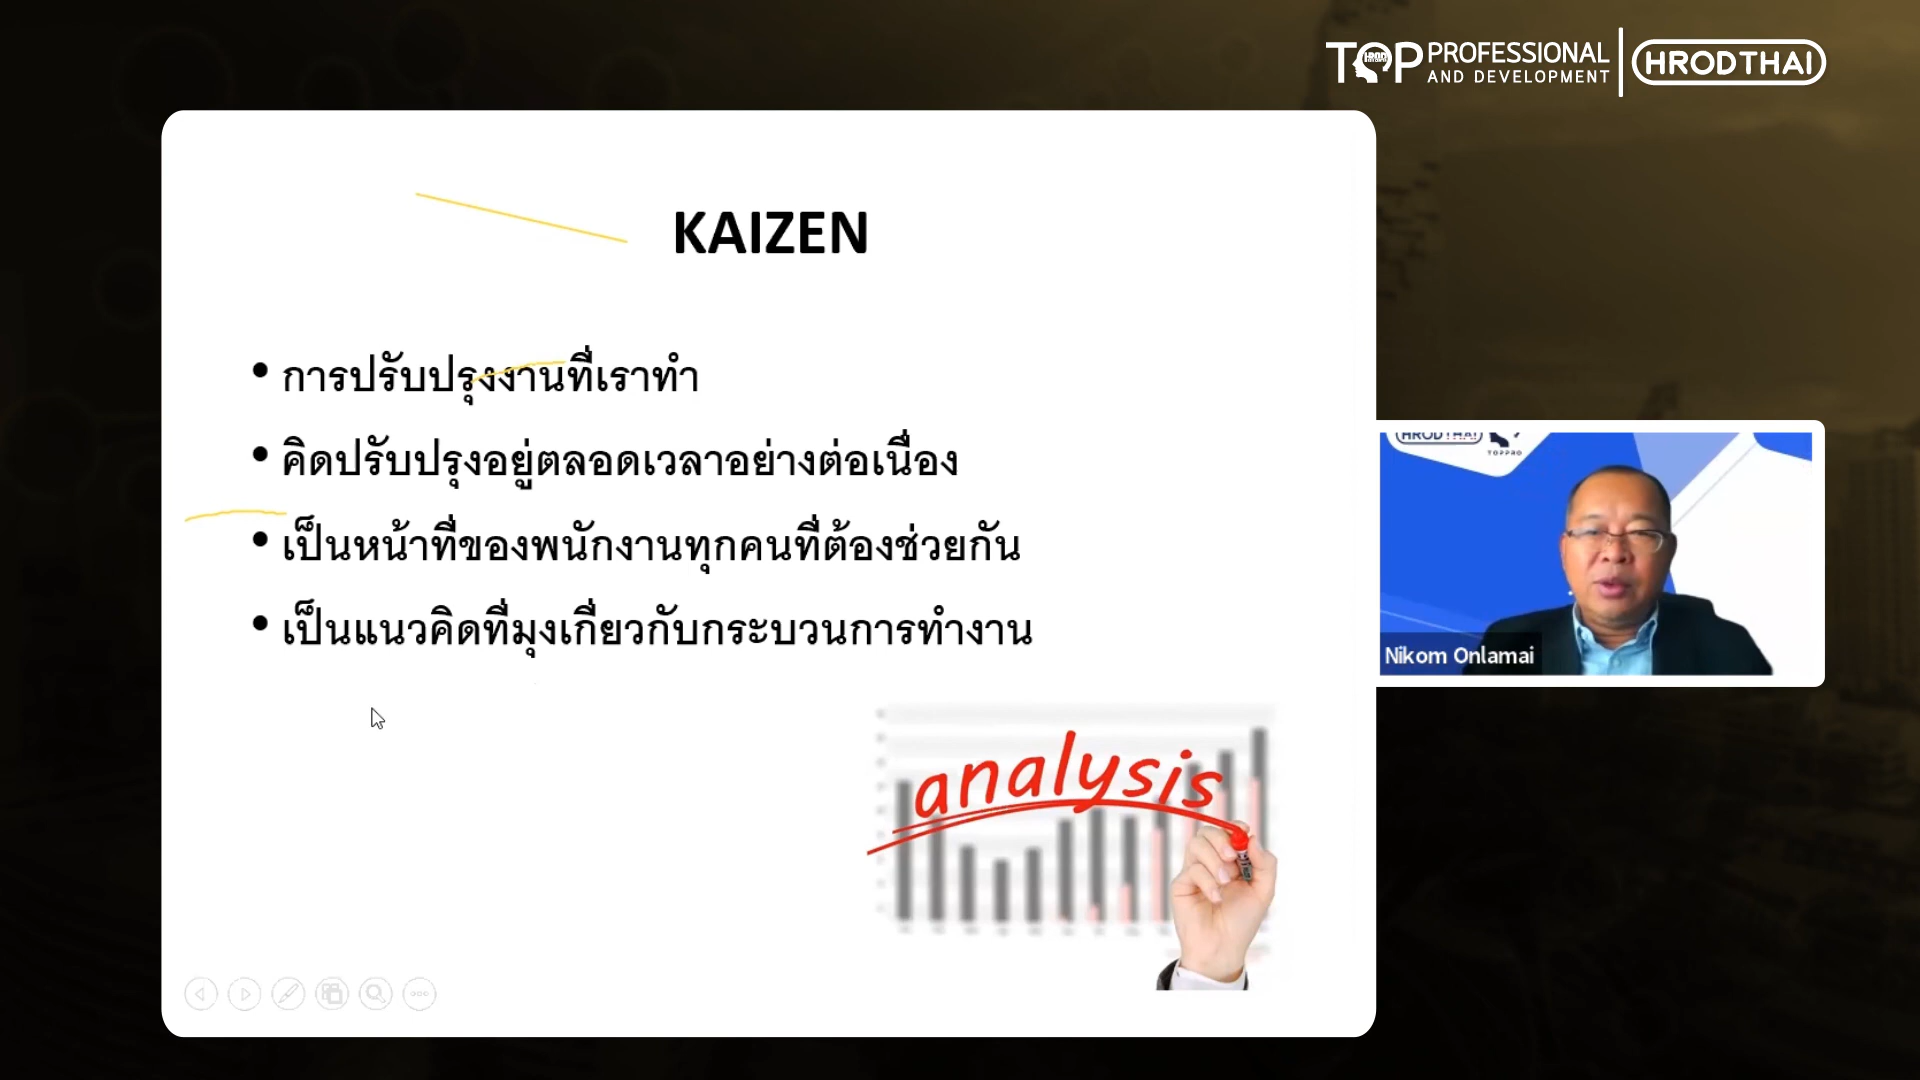 TOP PROFESSIONAL AND DEVELOPMENT
HRODTHAI
KAIZEN
• การปรับปรุงงานที่เราทำ
• คิดปรับปรุงอยู่ตลอดเวลาอย่างต่อเนื่อง
• เป็นหน้าที่ของพนักงานทุกคนที่ต้องช่วยกัน
• เป็นแนวคิดที่มุงเกี่ยวกับกระบวนการทำงาน
HRODTHAI
TOPPRO
Nikom Onlamai
analysis